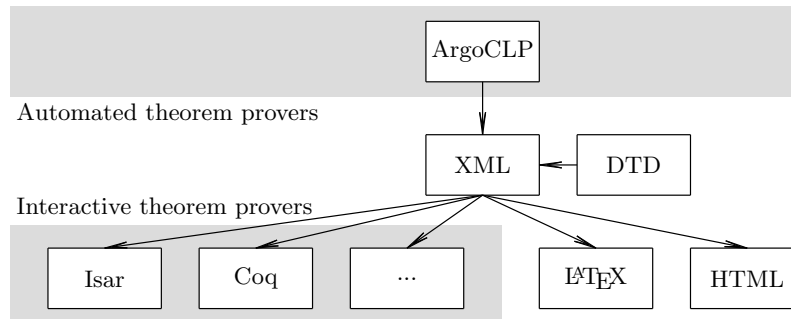 ArgoCLP
Automated theorem provers
XML
DTD
Interactive theorem provers
Isar
Coq
...
LATEX
HTML